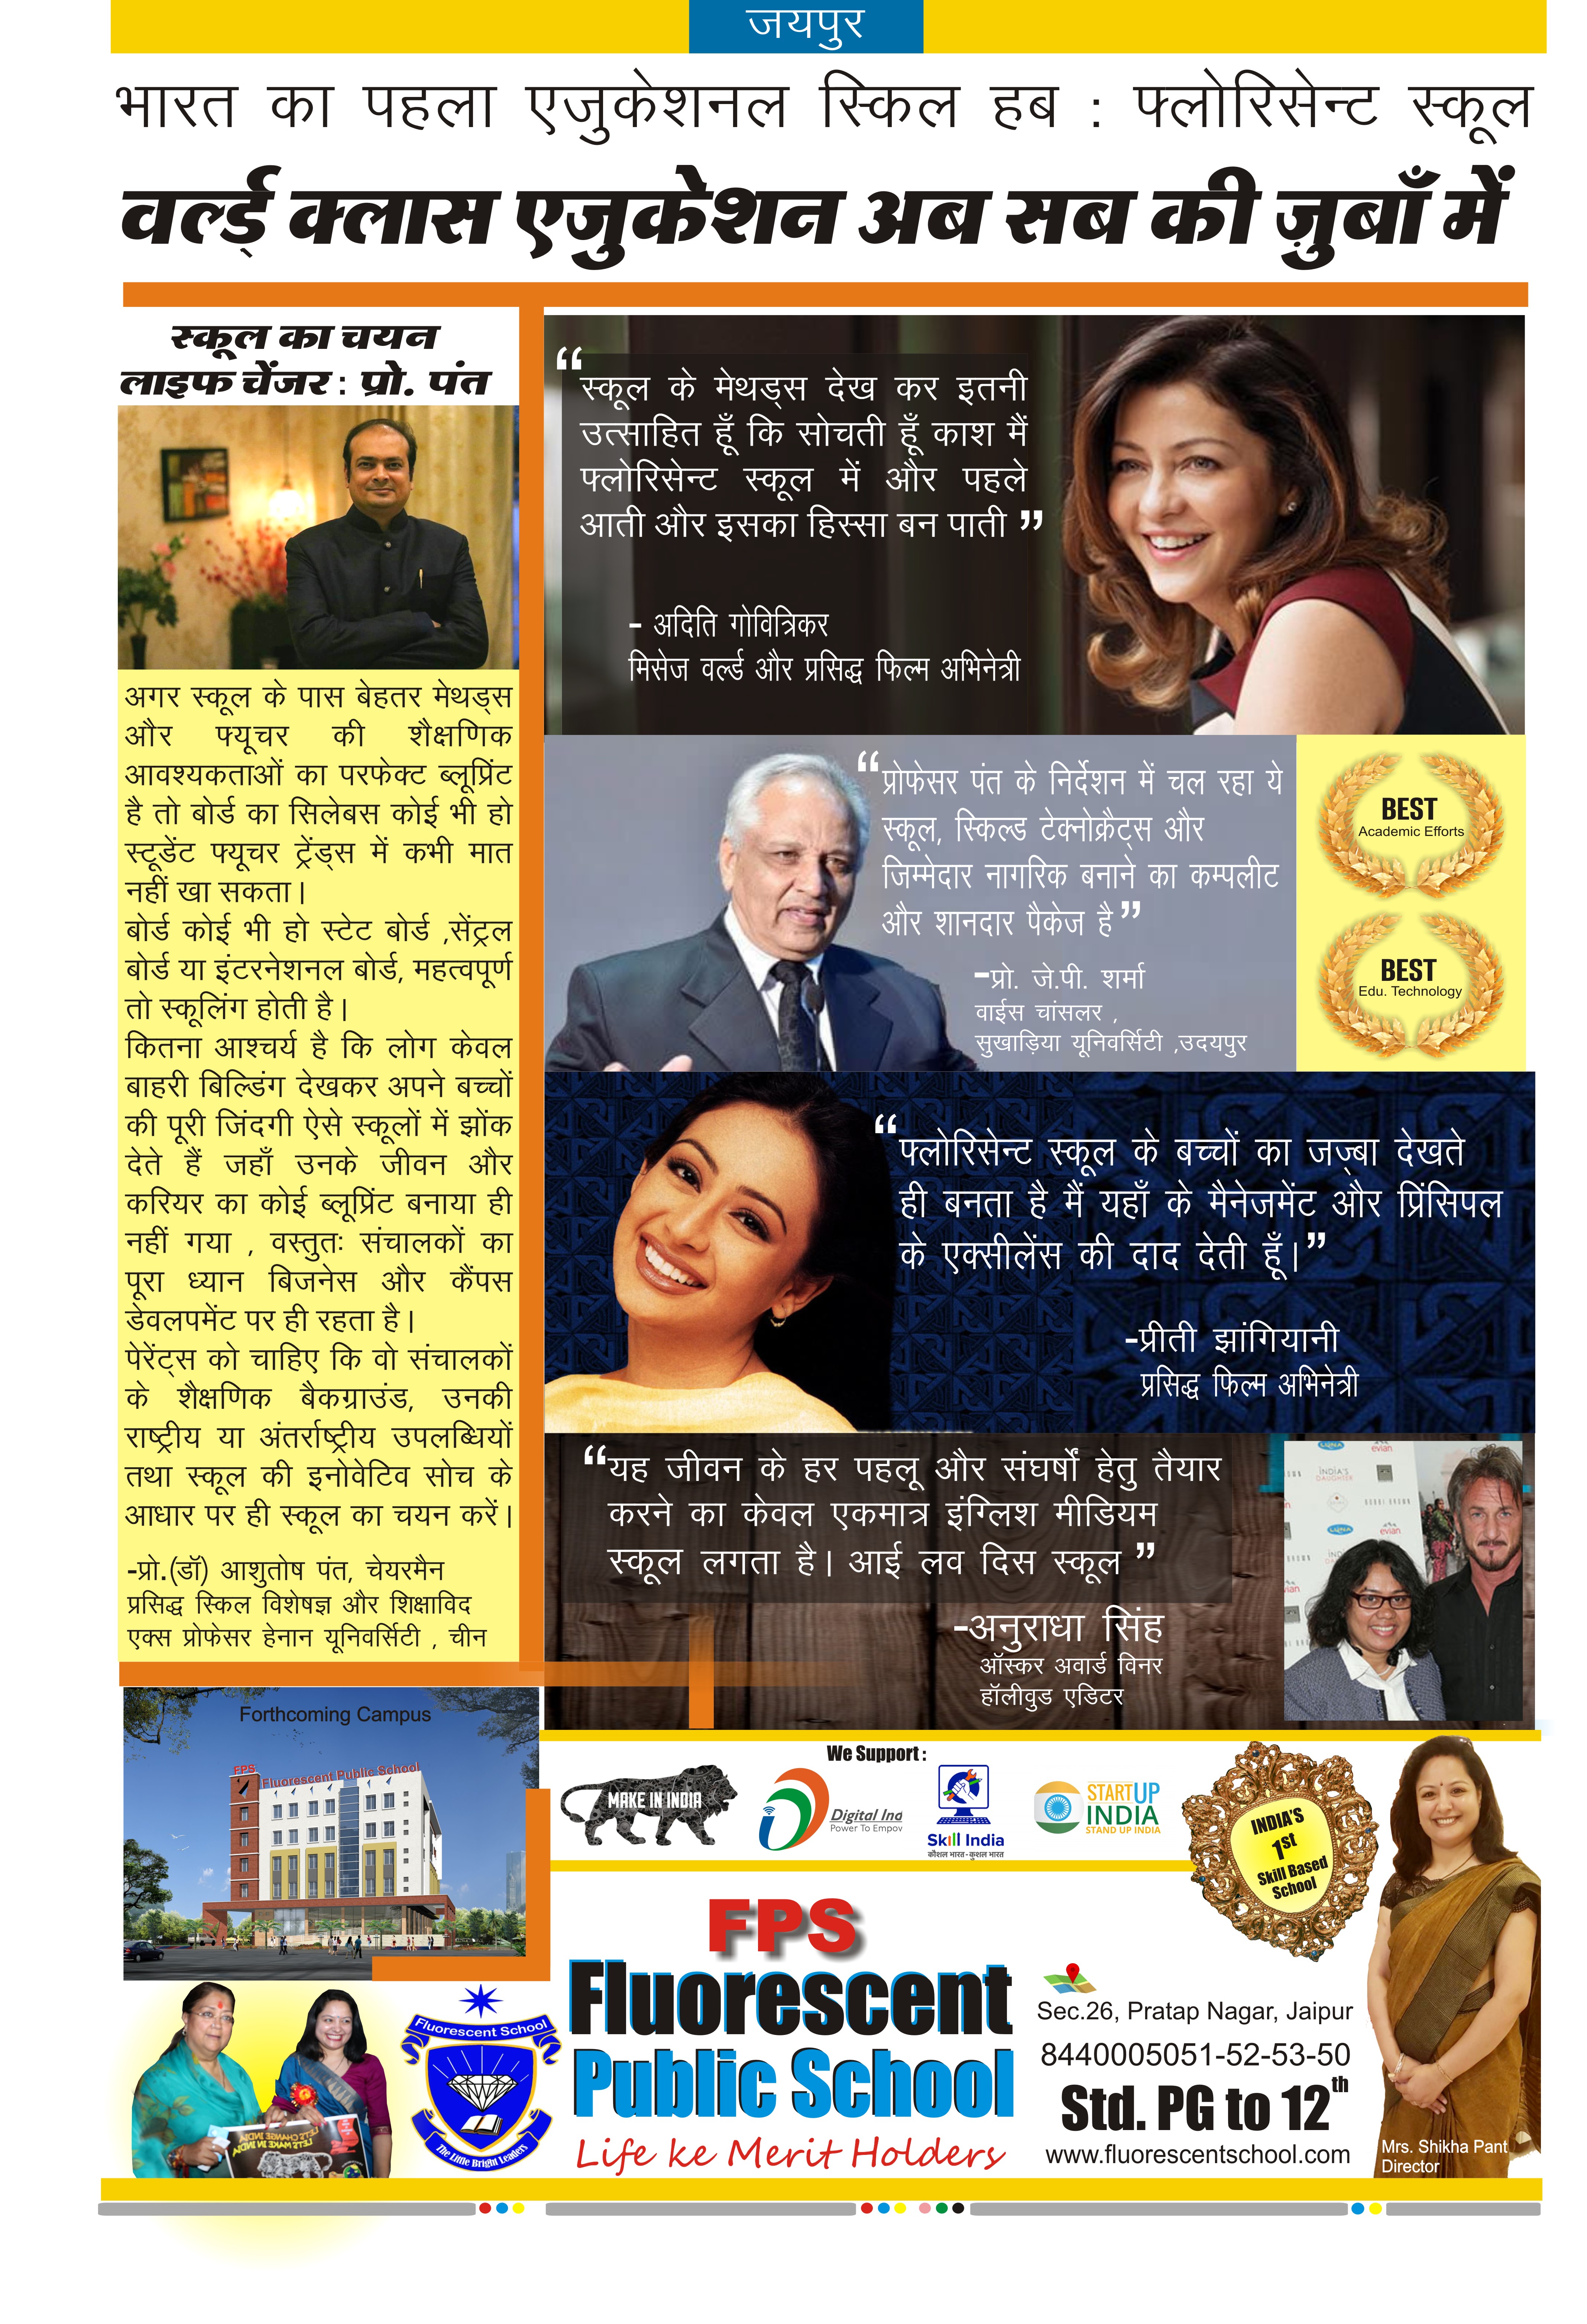 जयपुर
भारत का पहला एजुकेशनल स्किल हब : फ्लोरिसेन्ट स्कूल
वर्ल्ड् क्लास एजुकेशन अब सब की ज़ुबाँ में
स्कूल का चयन
लाइफ चेंजर : प्रो. पंत
अगर स्कूल के पास बेहतर मेथड्स
और फ्यूचर की शैक्षणिक
आवश्यकताओं का परफेक्ट ब्लूप्रिंट
है तो बोर्ड का सिलेबस कोई भी हो
स्टूडेंट फ्यूचर ट्रेंड्स में कभी मात
नहीं खा सकता।
बोर्ड कोई भी हो स्टेट बोर्ड ,सेंट्रल
बोर्ड या इंटरनेशनल बोर्ड, महत्वपूर्ण
तो स्कूलिंग होती है।
कितना आश्चर्य है कि लोग केवल
बाहरी बिल्डिंग देखकर अपने बच्चों
की पूरी जिंदगी ऐसे स्कूलों में झोंक
देते हैं जहाँ उनके जीवन और
करियर का कोई ब्लूप्रिंट बनाया ही
नहीं गया , वस्तुतः संचालकों का
पूरा ध्यान बिजनेस और कैंपस
डेवलपमेंट पर ही रहता है।
पेरेंट्स को चाहिए कि वो संचालकों
के शैक्षणिक बैकग्राउंड, उनकी
राष्ट्रीय या अंतर्राष्ट्रीय उपलब्धियों
तथा स्कूल की इनोवेटिव सोच के
आधार पर ही स्कूल का चयन करें।
-प्रो.(डॉ) आशुतोष पंत, चेयरमैन
प्रसिद्ध स्किल विशेषज्ञ और शिक्षाविद
एक्स प्रोफेसर हेनान यूनिवर्सिटी , चीन
“स्कूल के मेथड्स देख कर इतनी
उत्साहित हूँ कि सोचती हूँ काश मैं
फ्लोरिसेन्ट स्कूल में और पहले
आती और इसका हिस्सा बन पाती ”
- अदिति गोवित्रिकर
मिसेज वर्ल्ड और प्रसिद्ध फिल्म अभिनेत्री
“प्रोफेसर पंत के निर्देशन में चल रहा ये
स्कूल, स्किल्ड टेक्नोक्रैट्स और
जिम्मेदार नागरिक बनाने का कम्पलीट
और शानदार पैकेज है”
-प्रो. जे.पी. शर्मा
वाईस चांसलर ,
सुखाड़िया यूनिवर्सिटी ,उदयपुर
BEST
Academic Efforts
BEST
Edu. Technology
“फ्लोरिसेन्ट स्कूल के बच्चों का जज़्बा देखते
ही बनता है मैं यहाँ के मैनेजमेंट और प्रिंसिपल
के एक्सीलेंस की दाद देती हूँ।”
-प्रीती झांगियानी
प्रसिद्ध फिल्म अभिनेत्री
“यह जीवन के हर पहलू और संघर्षों हेतु तैयार
करने का केवल एकमात्र इंग्लिश मीडियम
स्कूल लगता है। आई लव दिस स्कूल ”
-अनुराधा सिंह
ऑस्कर अवार्ड विनर
हॉलीवुड एडिटर
LUNA
evian
INDIA'S
DAUGHTER
BOBBI BROWN
LUNA
evian
Forthcoming Campus
FPS
Fluorescent Public School
We Support :
MAKE IN INDIA
Digital Ind
Power To Empov
Skill India
कौशल भारत-कुशल भारत
STARTUP
INDIA
STAND UP INDIA
INDIA'S
1st
Skill Based
School
FPS
Fluorescent
Public School
Life ke Merit Holders
Fluorescent School
The Little Bright Leaders
Sec.26, Pratap Nagar, Jaipur
8440005051-52-53-50
Std. PG to 12th
www.fluorescentschool.com
Mrs. Shikha Pant
Director